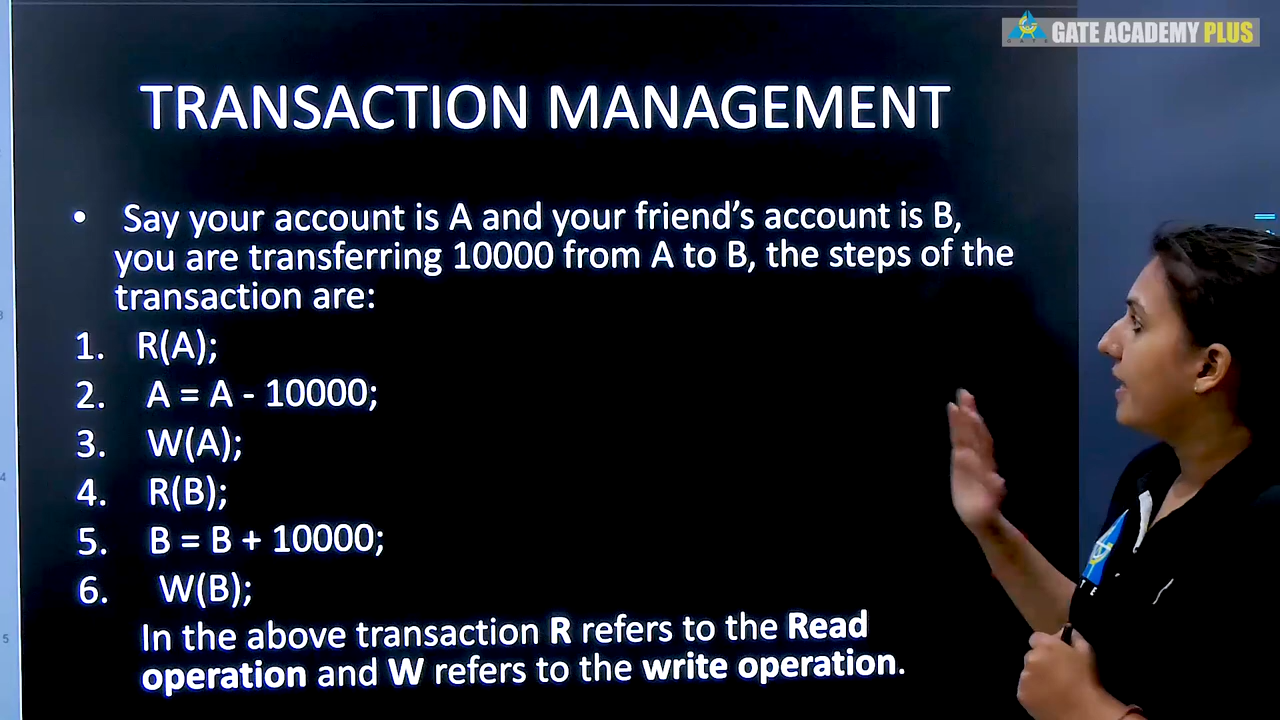 GATE ACADEMY PLUS
TRANSACTION MANAGEMENT
• Say your account is A and your friend's account is B,
you are transferring 10000 from A to B, the steps of the
transaction are:
1. R(A);
2. A = A - 10000;
3. W(A);
4. R(B);
5. B = B + 10000;
6. W(B);
In the above transaction R refers to the Read
operation and W refers to the write operation.